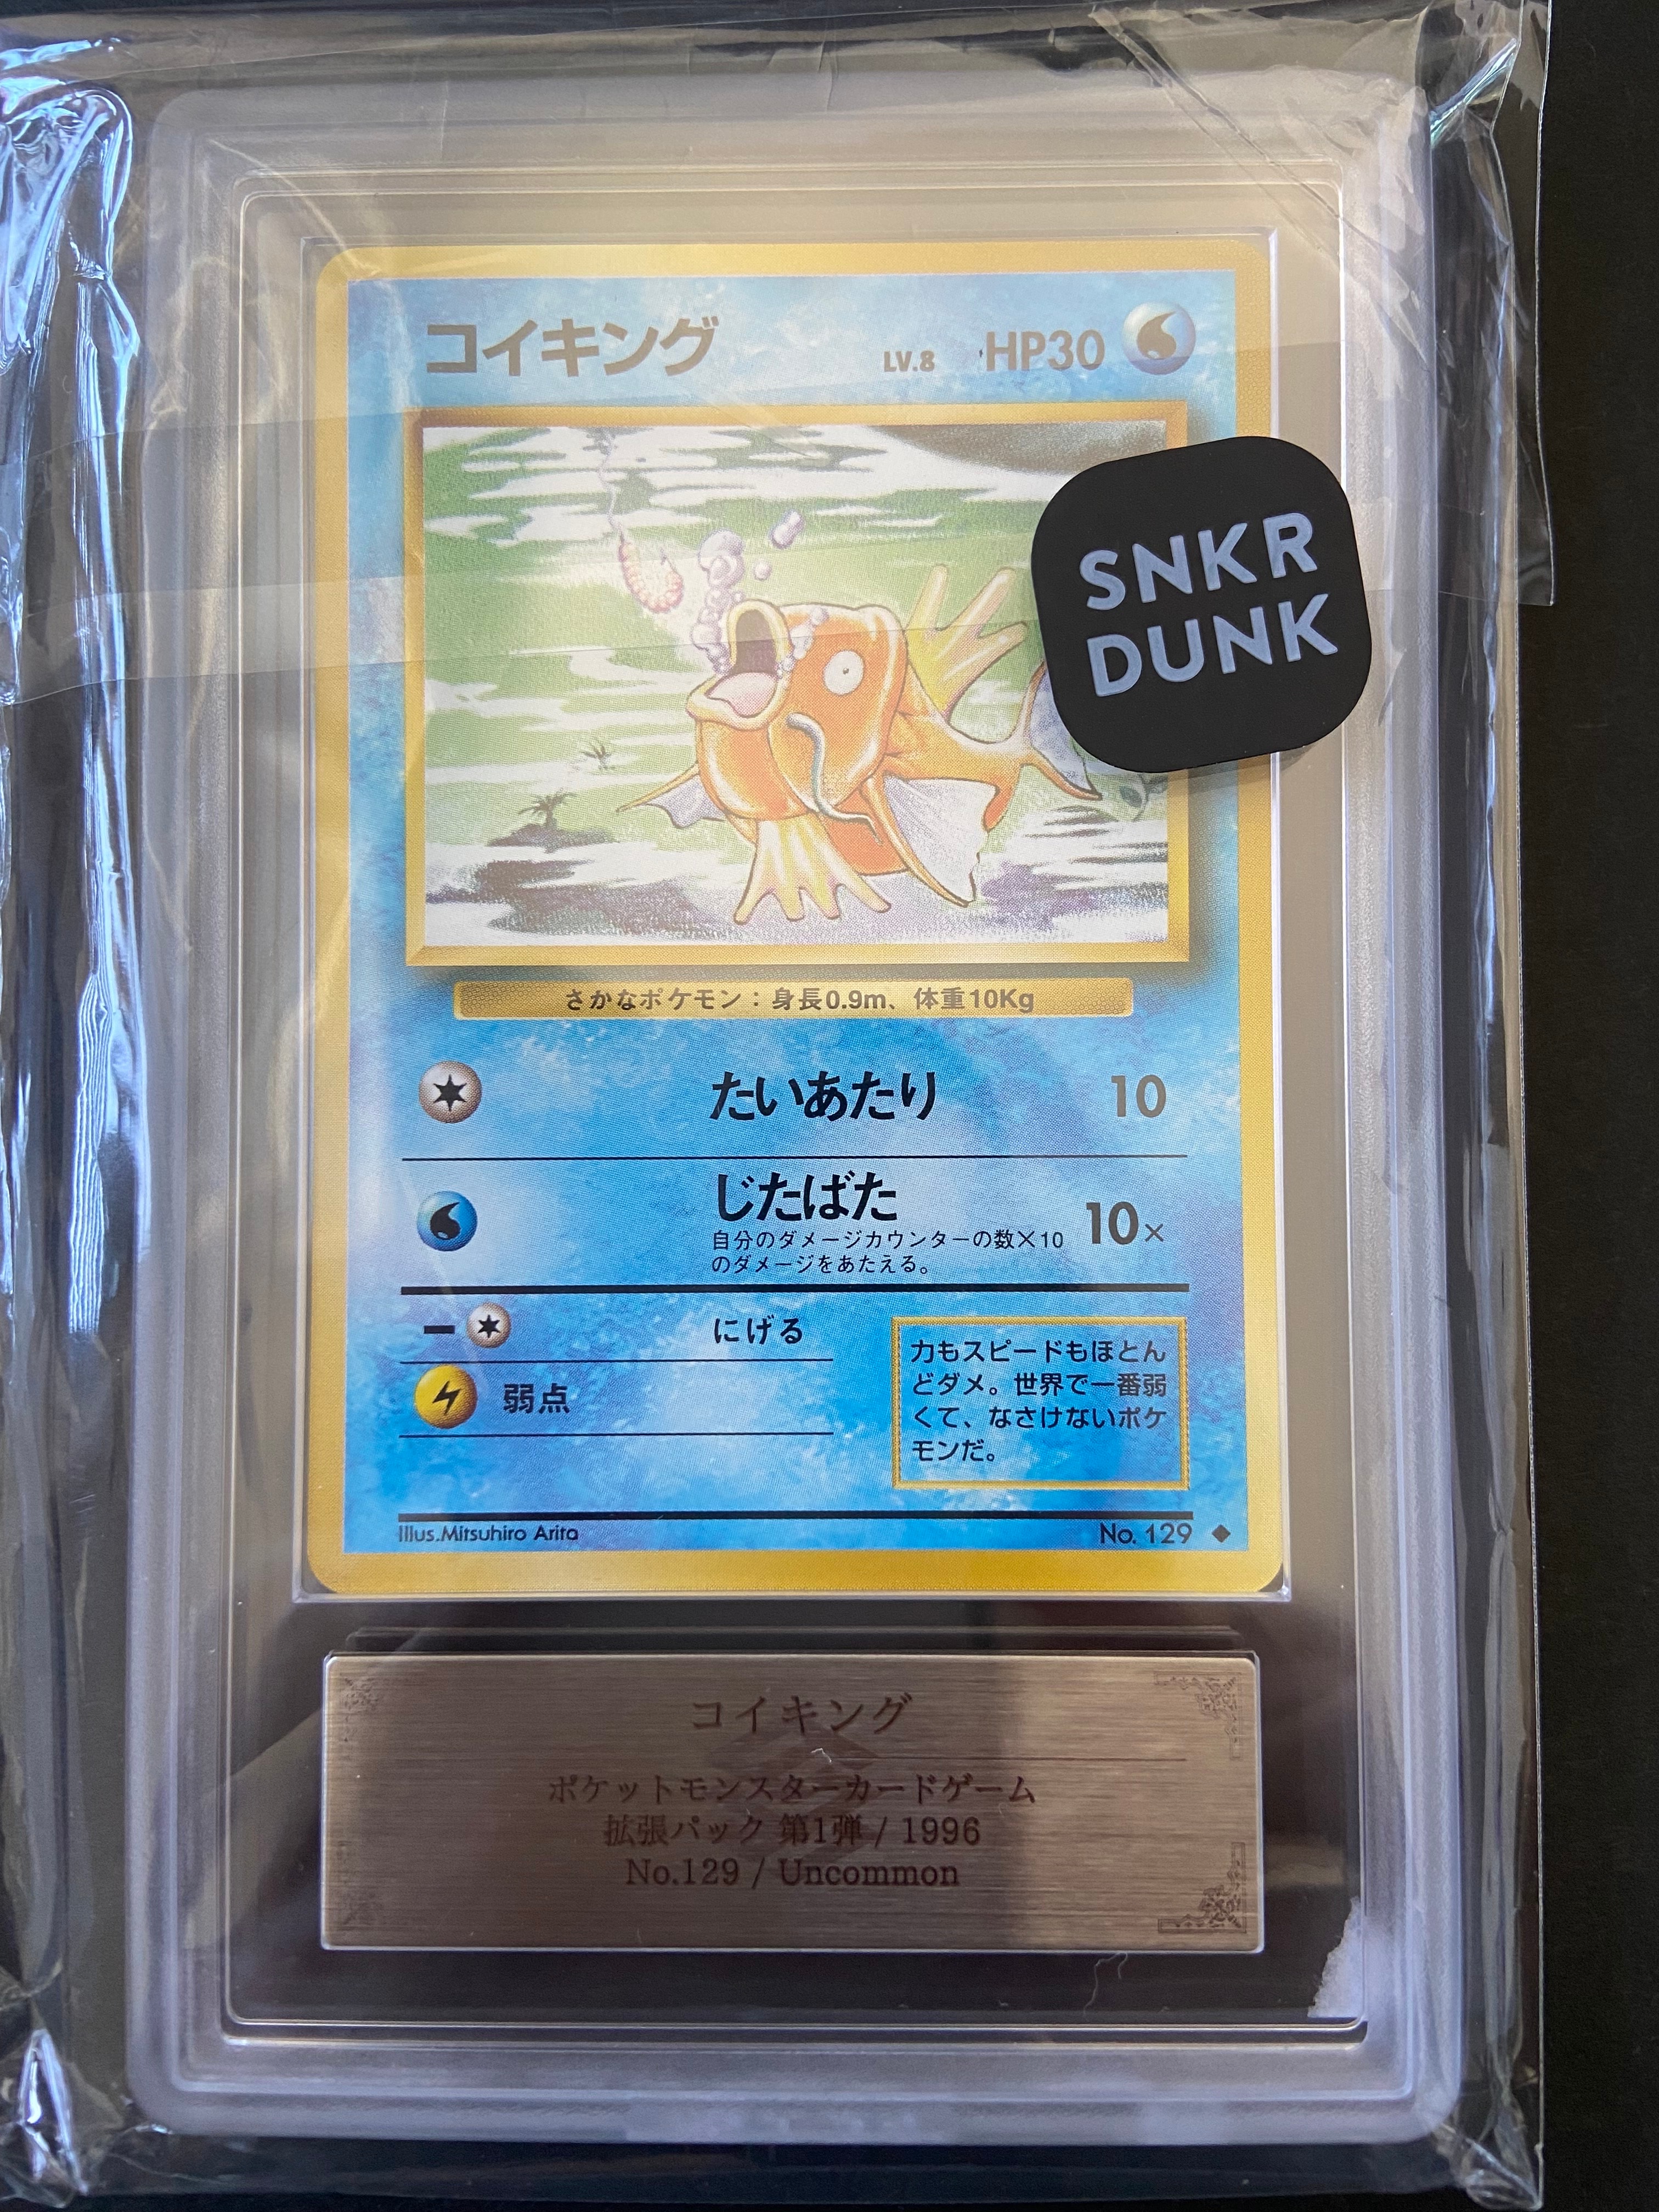 コイキング LV.8 HP30
SNKR
DUNK
さかなポケモン：身長0.9m、体重10Kg
たいあたり 10
じたばた 10×
自分のダメージカウンターの数×10
のダメージをあたえる。
にげる
弱点
力もスピードもほとん
どダメ。世界で一番弱
くて、なさけないポケ
モンだ。
Illus.Mitsuhiro Arita No. 129 ◆
コイキング
ポケットモンスターカードゲーム
拡張パック 第1弾 / 1996
No.129 / Uncommon